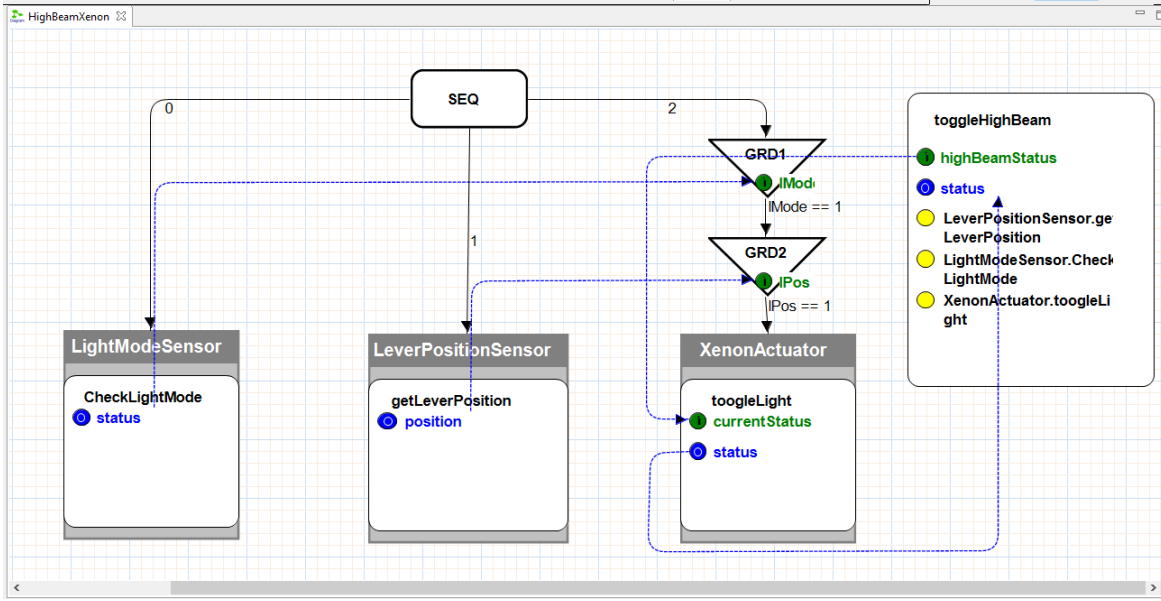 HighBeamXenon
SEQ
0
2
1
GRD1
lMod
lMode == 1
GRD2
lPos
lPos == 1
LightModeSensor
CheckLightMode
status
LeverPositionSensor
getLeverPosition
position
XenonActuator
toogleLight
currentStatus
status
toggleHighBeam
highBeamStatus
status
LeverPositionSensor.get
LeverPosition
LightModeSensor.Check
LightMode
XenonActuator.toogleLi
ght